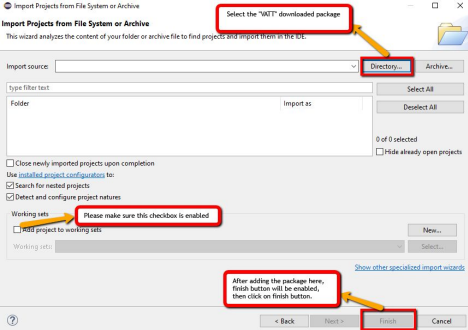 Import Projects from File System or Archive
Select the "VATT" downloaded package
Import Projects from File System or Archive
This wizard analyzes the content of your folder or archive file to find projects and import them in the IDE.
Import source:
Directory...
Archive...
type filter text
Select All
Folder
Import as
Deselect All
0 of 0 selected
Hide already open projects
Close newly imported projects upon completion
Use installed project configurators to:
Search for nested projects
Detect and configure project natures
Working sets
Please make sure this checkbox is enabled
Add project to working sets
New...
Working sets:
Select...
Show other specialized import wizards
After adding the package here,
finish button will be enabled,
then click on finish button.
?
< Back
Next >
Finish
Cancel